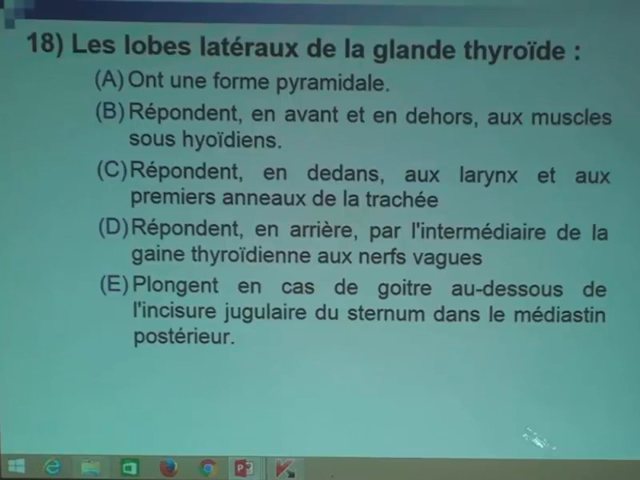 18) Les lobes latéraux de la glande thyroïde :
(A) Ont une forme pyramidale.
(B) Répondent, en avant et en dehors, aux muscles
sous hyoïdiens.
(C) Répondent, en dedans, aux larynx et aux
premiers anneaux de la trachée
(D) Répondent, en arrière, par l'intermédiaire de la
gaine thyroïdienne aux nerfs vagues
(E) Plongent en cas de goitre au-dessous de
l'incisure jugulaire du sternum dans le médiastin
postérieur.